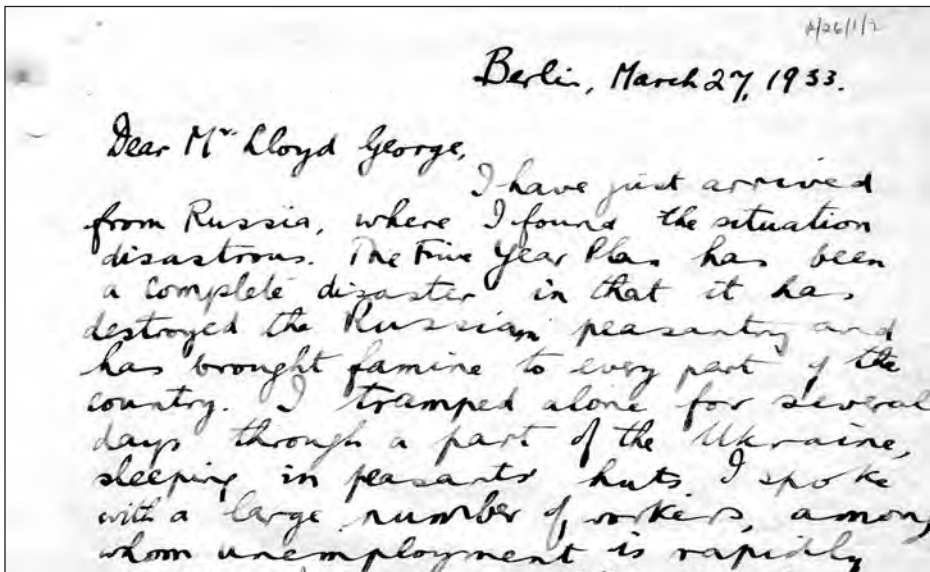 A/26/1/2
Berlin, March 27, 1933.
Dear Mr Lloyd George,
I have just arrived
from Russia, where I found the situation
disastrous. The Five Year Plan has been
a complete disaster in that it has
destroyed the Russian peasantry and
has brought famine to every part of the
country. I tramped alone for several
days through a part of the Ukraine,
sleeping in peasants' huts. I spoke
with a large number of workers, among
whom unemployment is rapidly